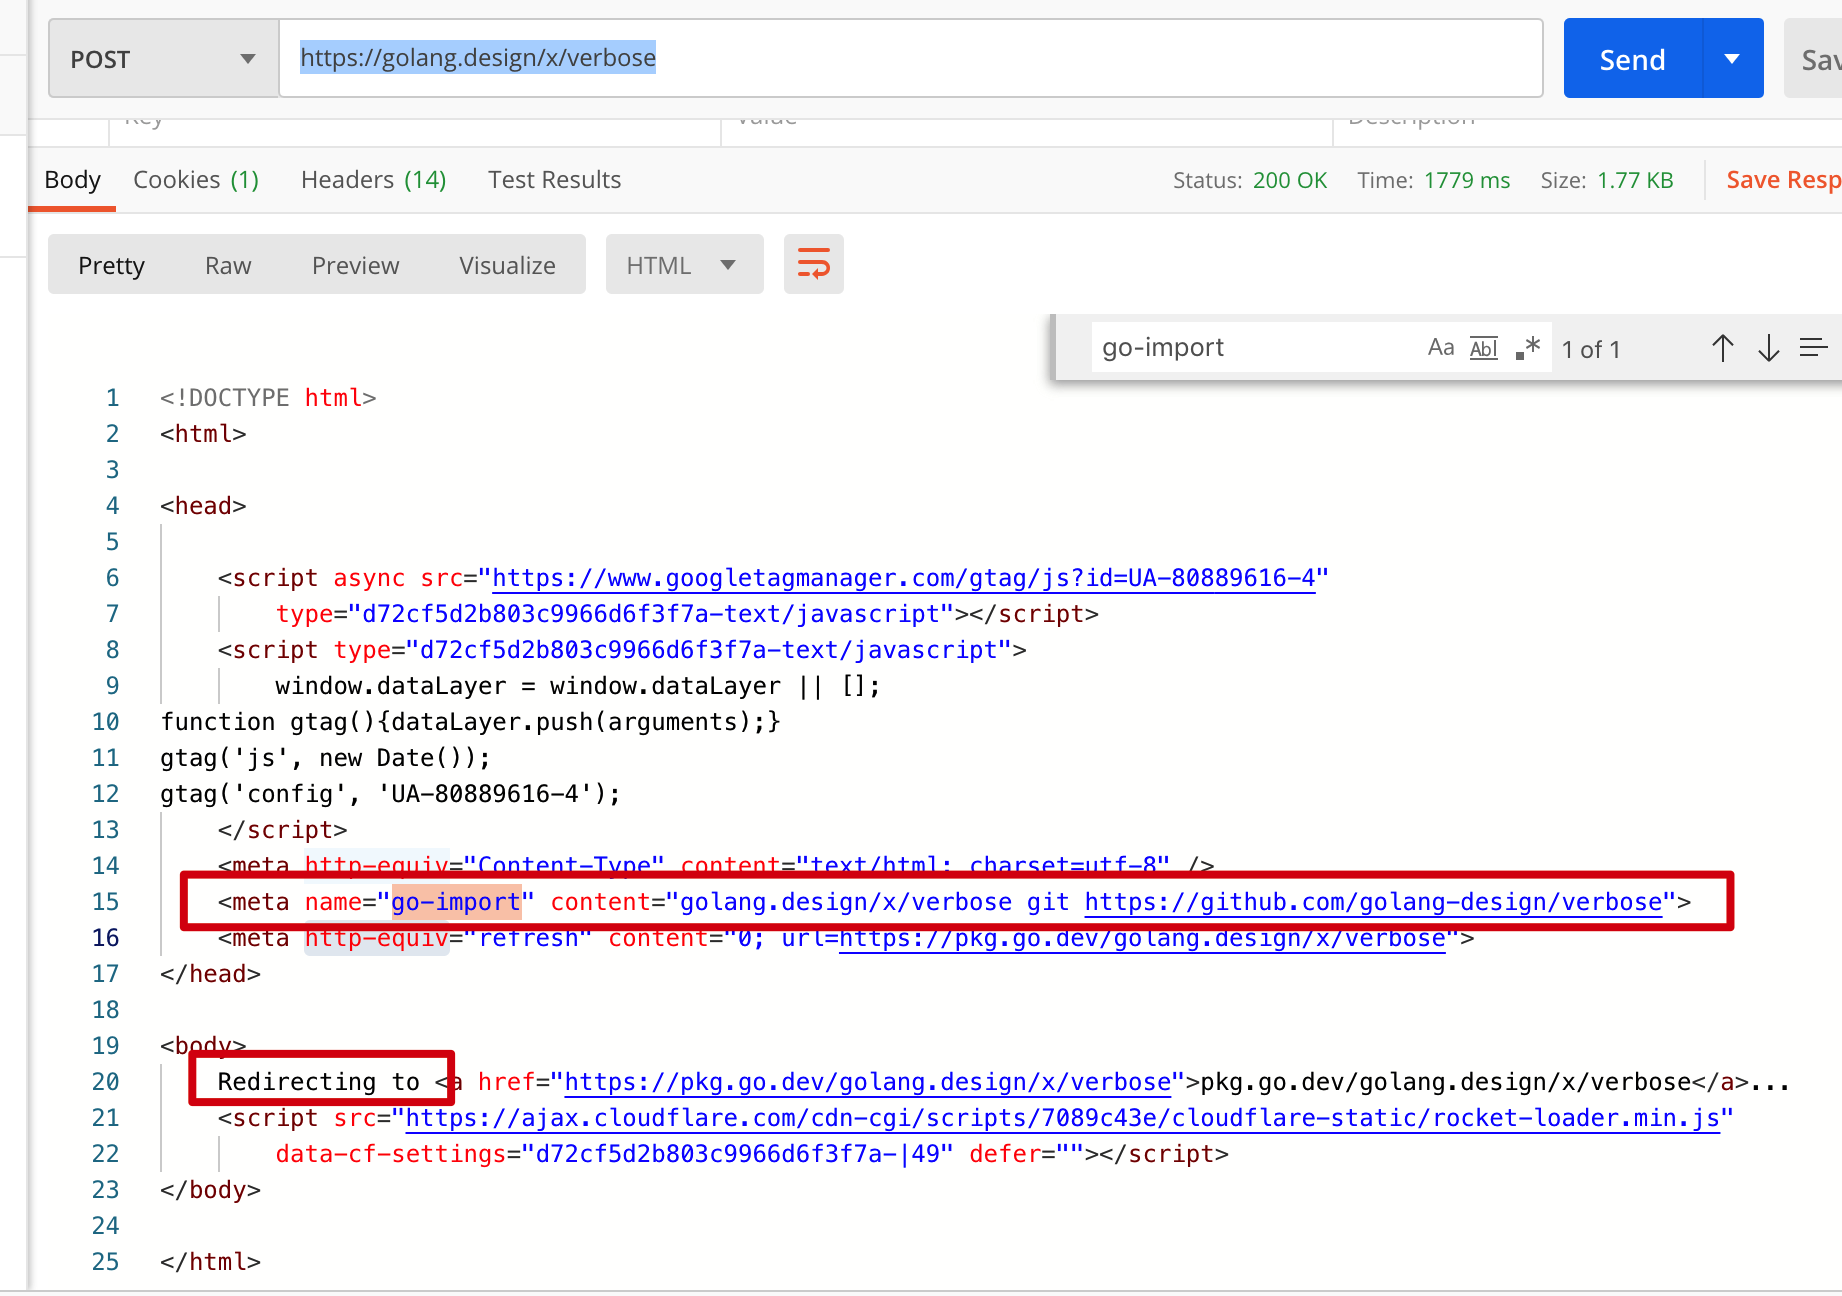 POST https://golang.design/x/verbose Send Sav
Key Value Description
Body Cookies (1) Headers (14) Test Results Status: 200 OK Time: 1779 ms Size: 1.77 KB Save Resp
Pretty Raw Preview Visualize HTML
go-import Aa Abl .* 1 of 1
1 <!DOCTYPE html>
2 <html>
3
4 <head>
5
6 <script async src="https://www.googletagmanager.com/gtag/js?id=UA-80889616-4"
7 type="d72cf5d2b803c9966d6f3f7a-text/javascript"></script>
8 <script type="d72cf5d2b803c9966d6f3f7a-text/javascript">
9 window.dataLayer = window.dataLayer || [];
10 function gtag(){dataLayer.push(arguments);}
11 gtag('js', new Date());
12 gtag('config', 'UA-80889616-4');
13 </script>
14 <meta http-equiv="Content-Type" content="text/html; charset=utf-8" />
15 <meta name="go-import" content="golang.design/x/verbose git https://github.com/golang-design/verbose">
16 <meta http-equiv="refresh" content="0; url=https://pkg.go.dev/golang.design/x/verbose">
17 </head>
18
19 <body>
20 Redirecting to <a href="https://pkg.go.dev/golang.design/x/verbose">pkg.go.dev/golang.design/x/verbose</a>...
21 <script src="https://ajax.cloudflare.com/cdn-cgi/scripts/7089c43e/cloudflare-static/rocket-loader.min.js"
22 data-cf-settings="d72cf5d2b803c9966d6f3f7a-|49" defer=""></script>
23 </body>
24
25 </html>